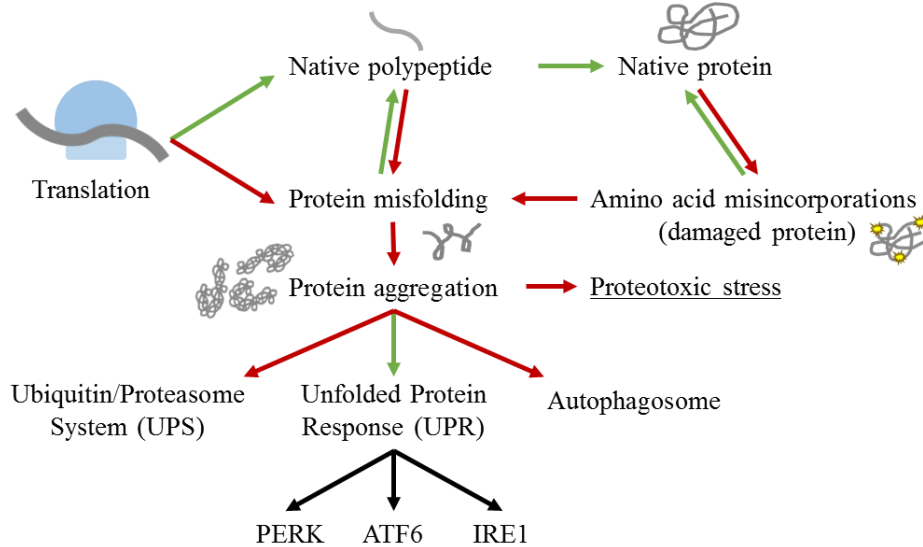 Native polypeptide
Native protein
Translation
Protein misfolding
Amino acid misincorporations
(damaged protein)
Protein aggregation
Proteotoxic stress
Ubiquitin/Proteasome
System (UPS)
Unfolded Protein
Response (UPR)
Autophagosome
PERK
ATF6
IRE1